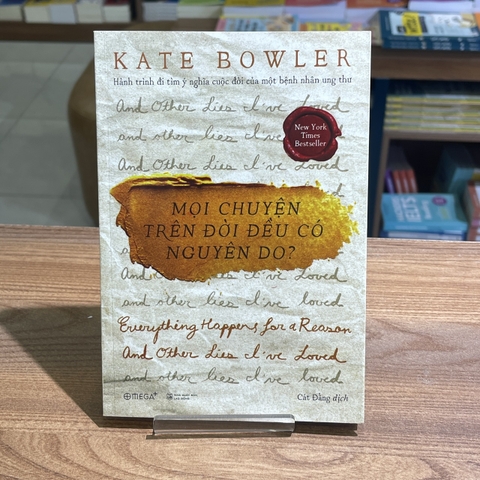 KATE BOWLER
Hành trình đi tìm ý nghĩa cuộc đời của một bệnh nhân ung thư
And Other Lies I've Loved
and other lies I've loved
And Other Lies I've Loved
New York
Times
Bestseller
MỌI CHUYỆN
TRÊN ĐỜI ĐỀU CÓ
NGUYÊN DO?
And Other Lies I've Loved
and other lies I've loved
Everything Happens for a Reason
And Other Lies I've Loved
and other lies I've loved
OMEGA+
Cát Đằng dịch
IELTS